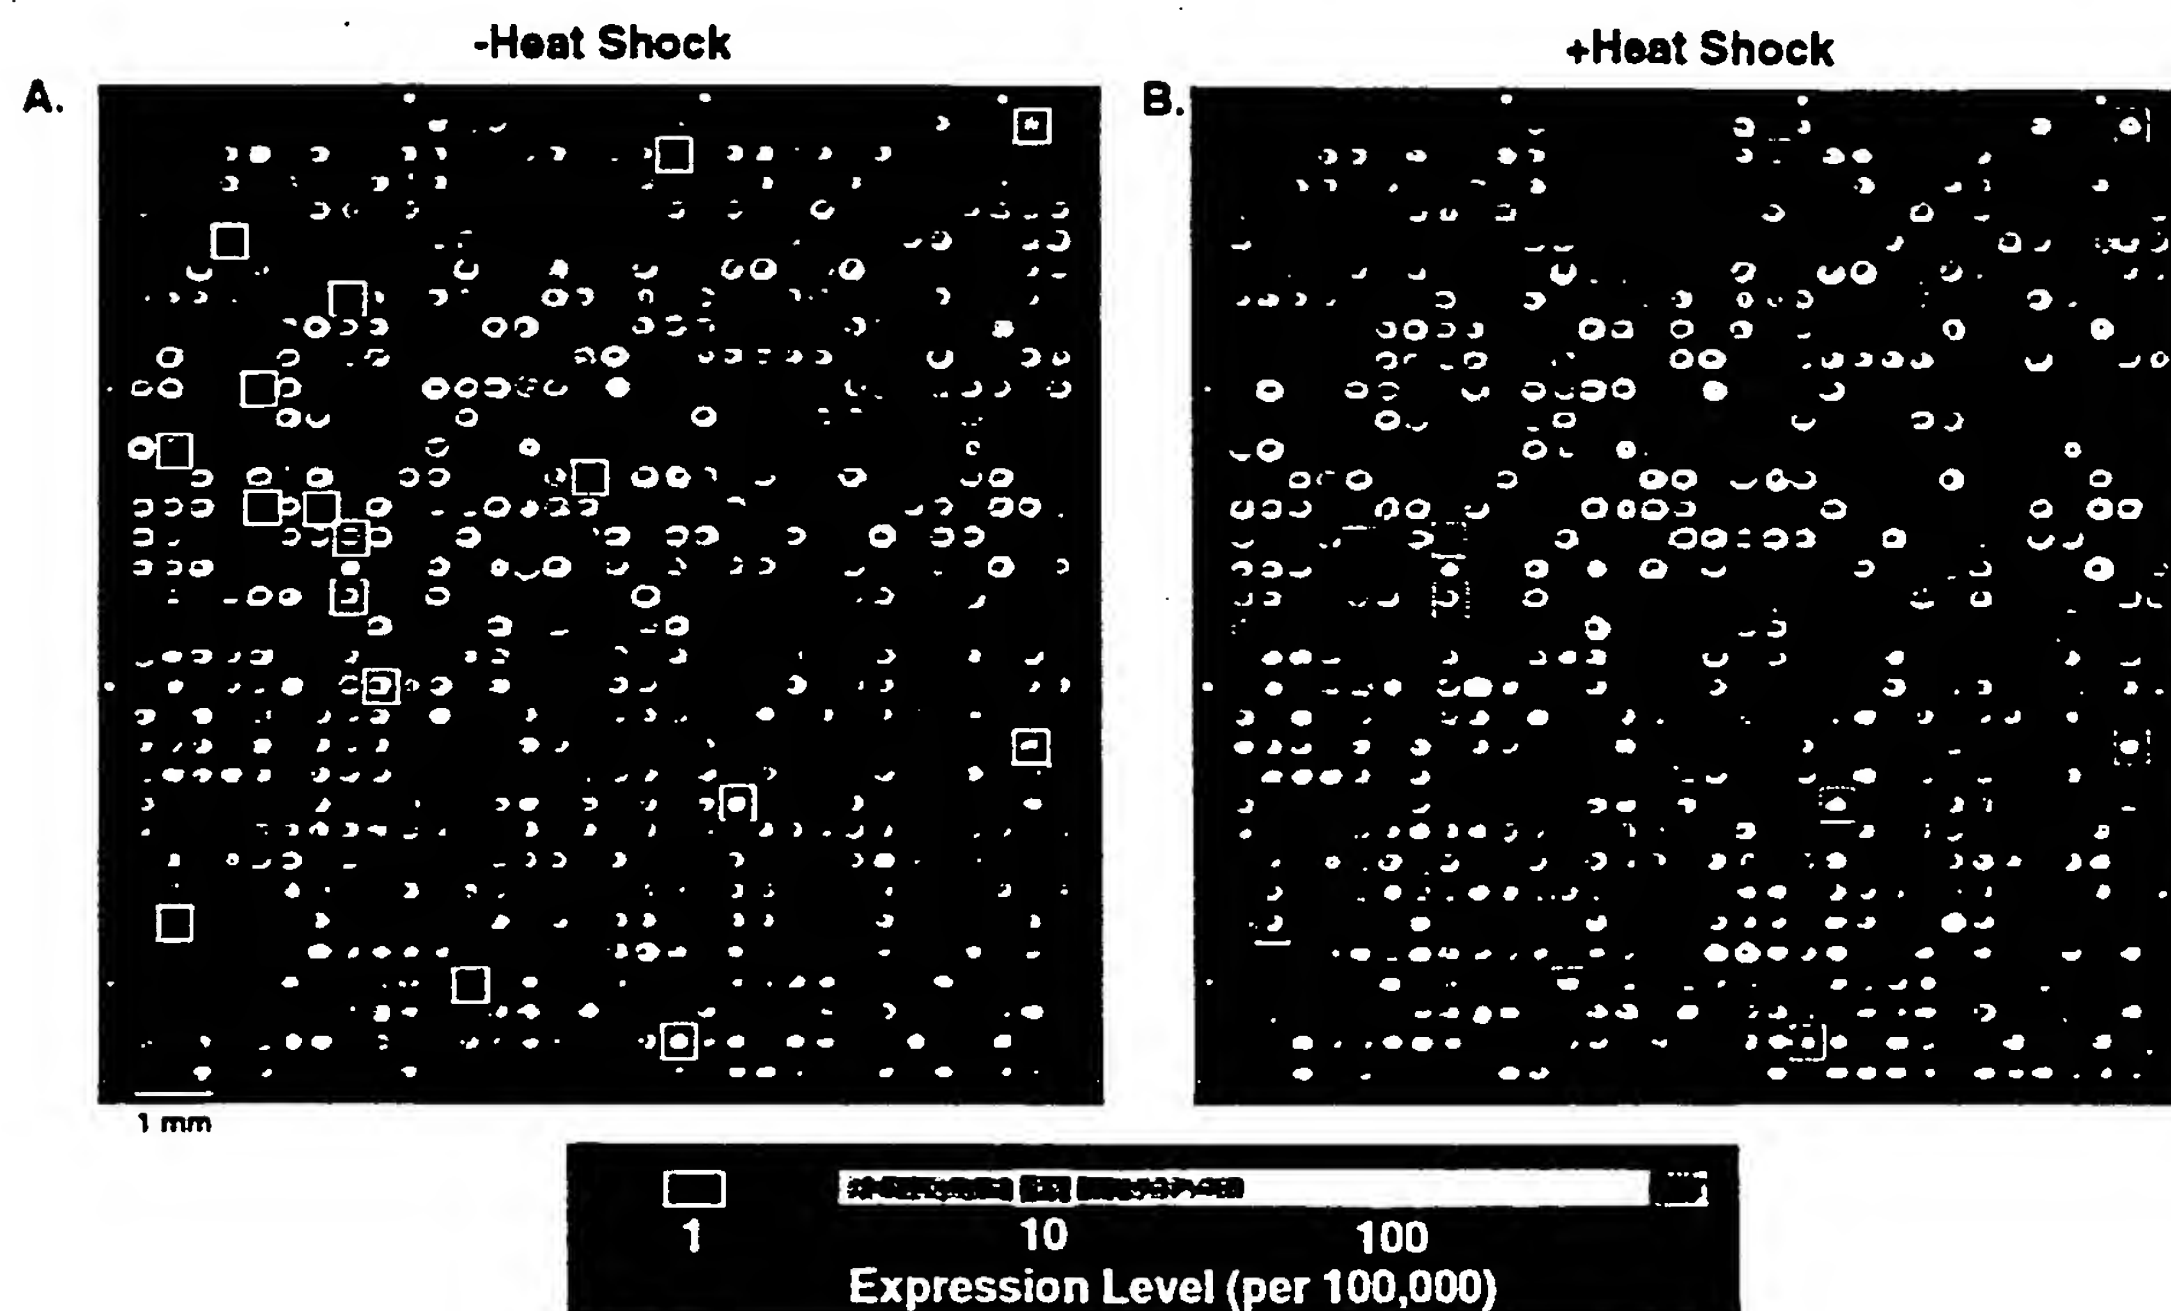 -Heat Shock
+Heat Shock
A.
B.
1 mm
1
10
100
Expression Level (per 100,000)